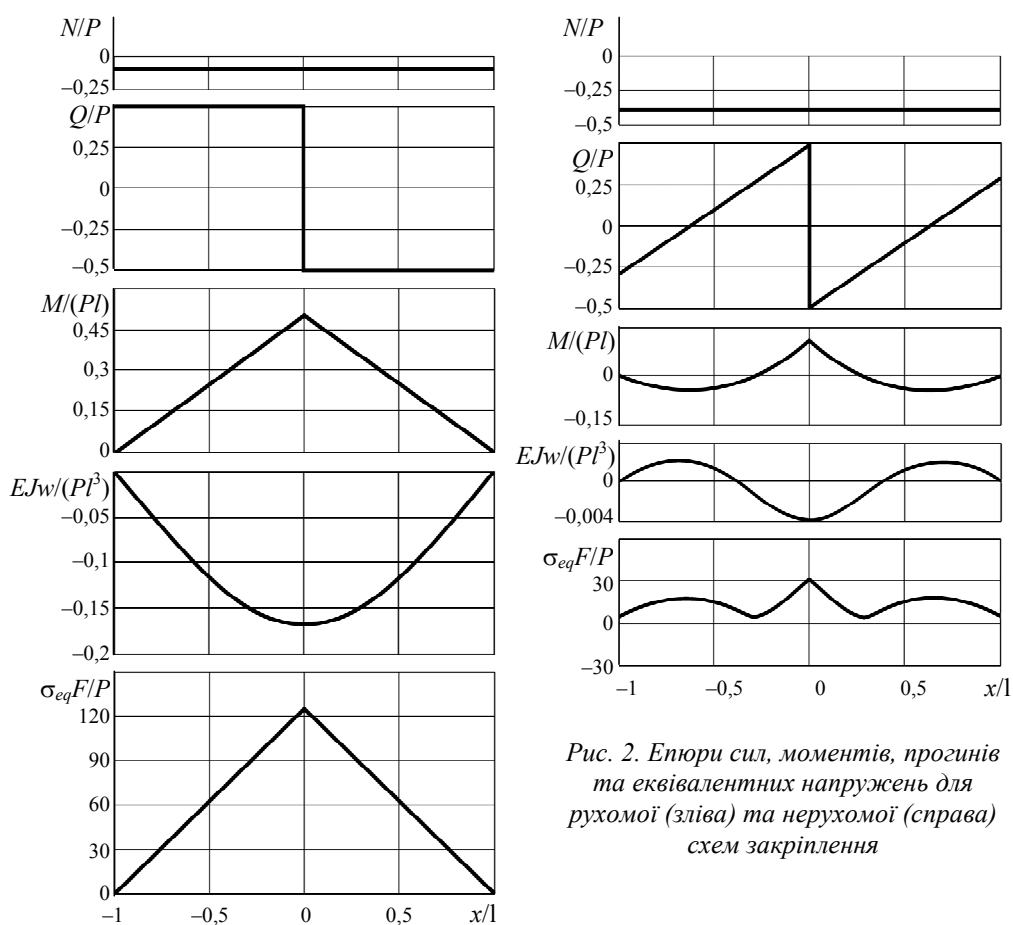 N/P
0
–0,25
Q/P
0,25
0
–0,25
–0,5
M/(Pl)
0,45
0,3
0,15
0
EJw/(Pl³)
–0,05
–0,1
–0,15
–0,2
σeqF/P
120
90
60
30
0
–1 –0,5 0 0,5 x/l
N/P
0
–0,25
–0,5
Q/P
0,25
0
–0,25
–0,5
M/(Pl)
0
–0,15
EJw/(Pl³)
0
–0,004
σeqF/P
30
0
–30
–1 –0,5 0 0,5 x/l
Рис. 2. Епюри сил, моментів, прогинів
та еквівалентних напружень для
рухомої (зліва) та нерухомої (справа)
схем закріплення